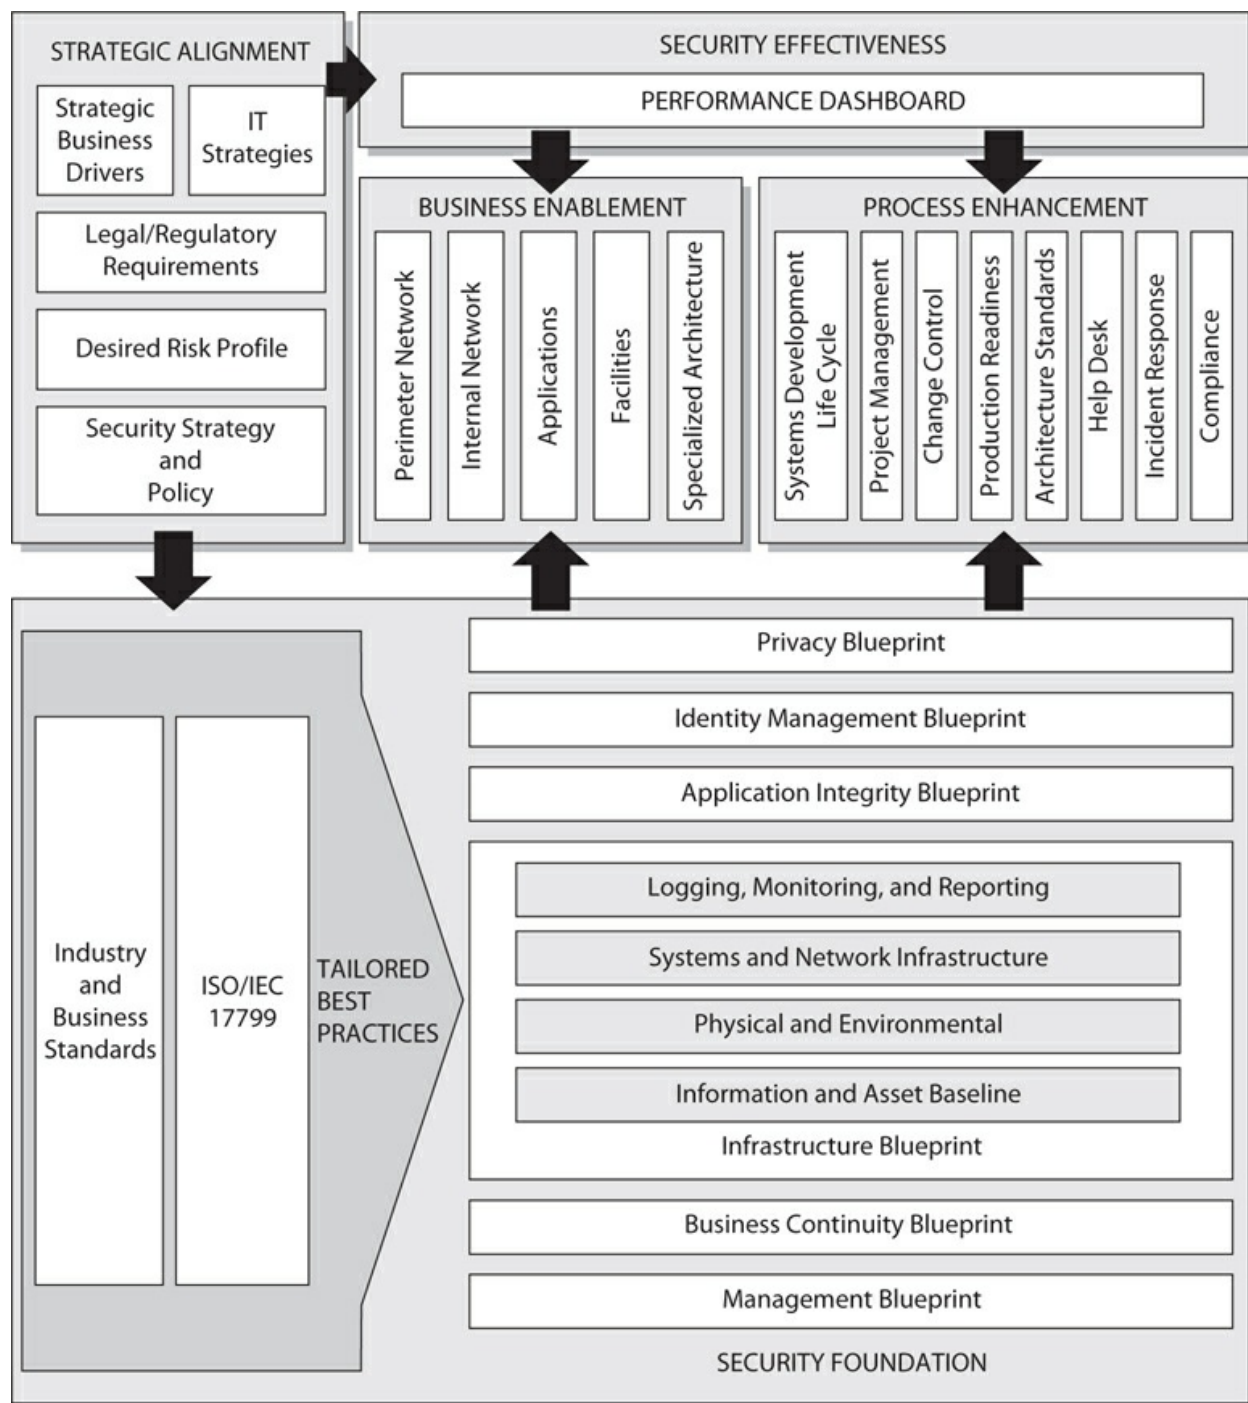 STRATEGIC ALIGNMENT
Strategic
Business
Drivers
IT
Strategies
Legal/Regulatory
Requirements
Desired Risk Profile
Security Strategy
and
Policy
SECURITY EFFECTIVENESS
PERFORMANCE DASHBOARD
BUSINESS ENABLEMENT
Perimeter Network
Internal Network
Applications
Facilities
Specialized Architecture
PROCESS ENHANCEMENT
Systems Development
Life Cycle
Project Management
Change Control
Production Readiness
Architecture Standards
Help Desk
Incident Response
Compliance
Industry
and
Business
Standards
ISO/IEC
17799
TAILORED
BEST
PRACTICES
Privacy Blueprint
Identity Management Blueprint
Application Integrity Blueprint
Logging, Monitoring, and Reporting
Systems and Network Infrastructure
Physical and Environmental
Information and Asset Baseline
Infrastructure Blueprint
Business Continuity Blueprint
Management Blueprint
SECURITY FOUNDATION